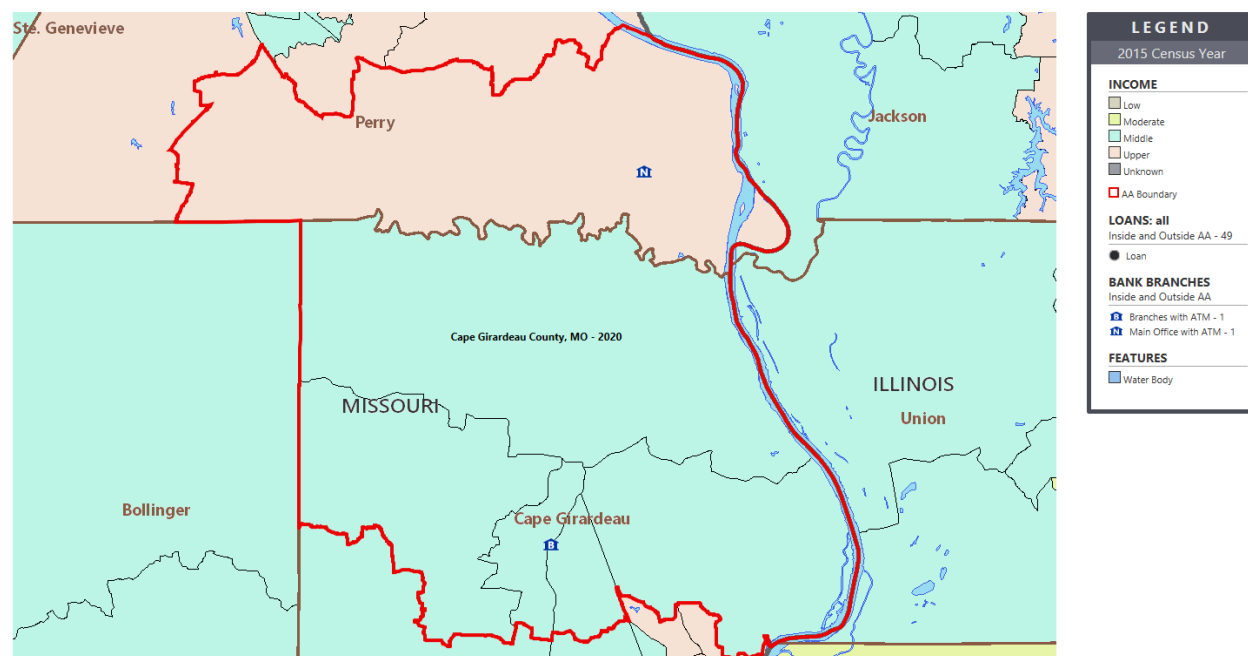 Ste. Genevieve
Perry
Jackson
N
Cape Girardeau County, MO - 2020
ILLINOIS
MISSOURI
Union
Bollinger
Cape Girardeau
B
LEGEND
2015 Census Year
INCOME
Low
Moderate
Middle
Upper
Unknown
AA Boundary
LOANS: all
Inside and Outside AA - 49
Loan
BANK BRANCHES
Inside and Outside AA
B Branches with ATM - 1
N Main Office with ATM - 1
FEATURES
Water Body